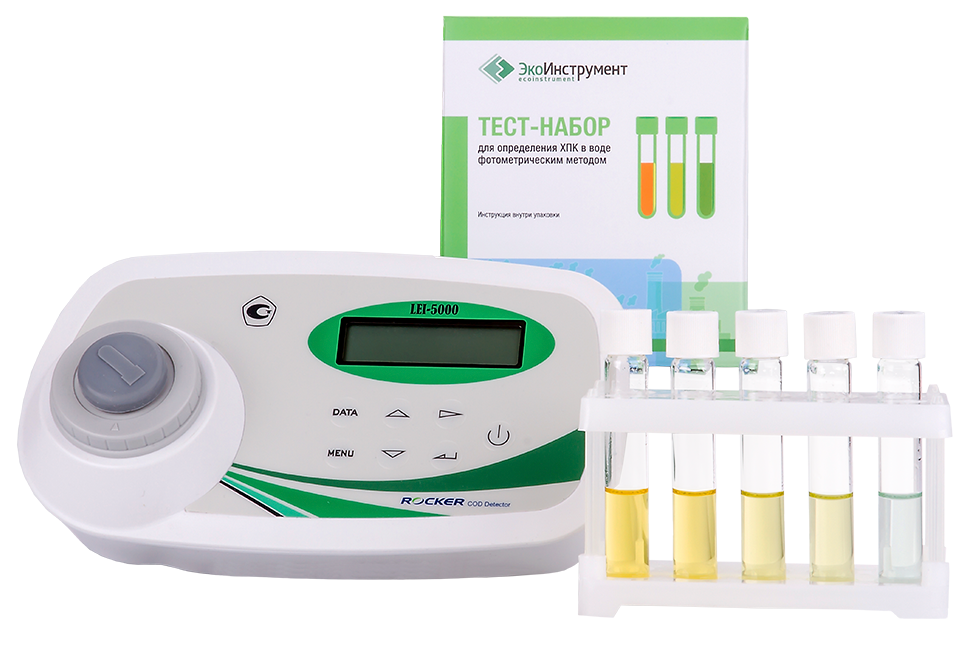 ЭкоИнструмент
ecoinstrument
ТЕСТ-НАБОР
для определения ХПК в воде
фотометрическим методом
Инструкция внутри упаковки
LEI-5000
DATA
MENU
ROCKER COD Detector